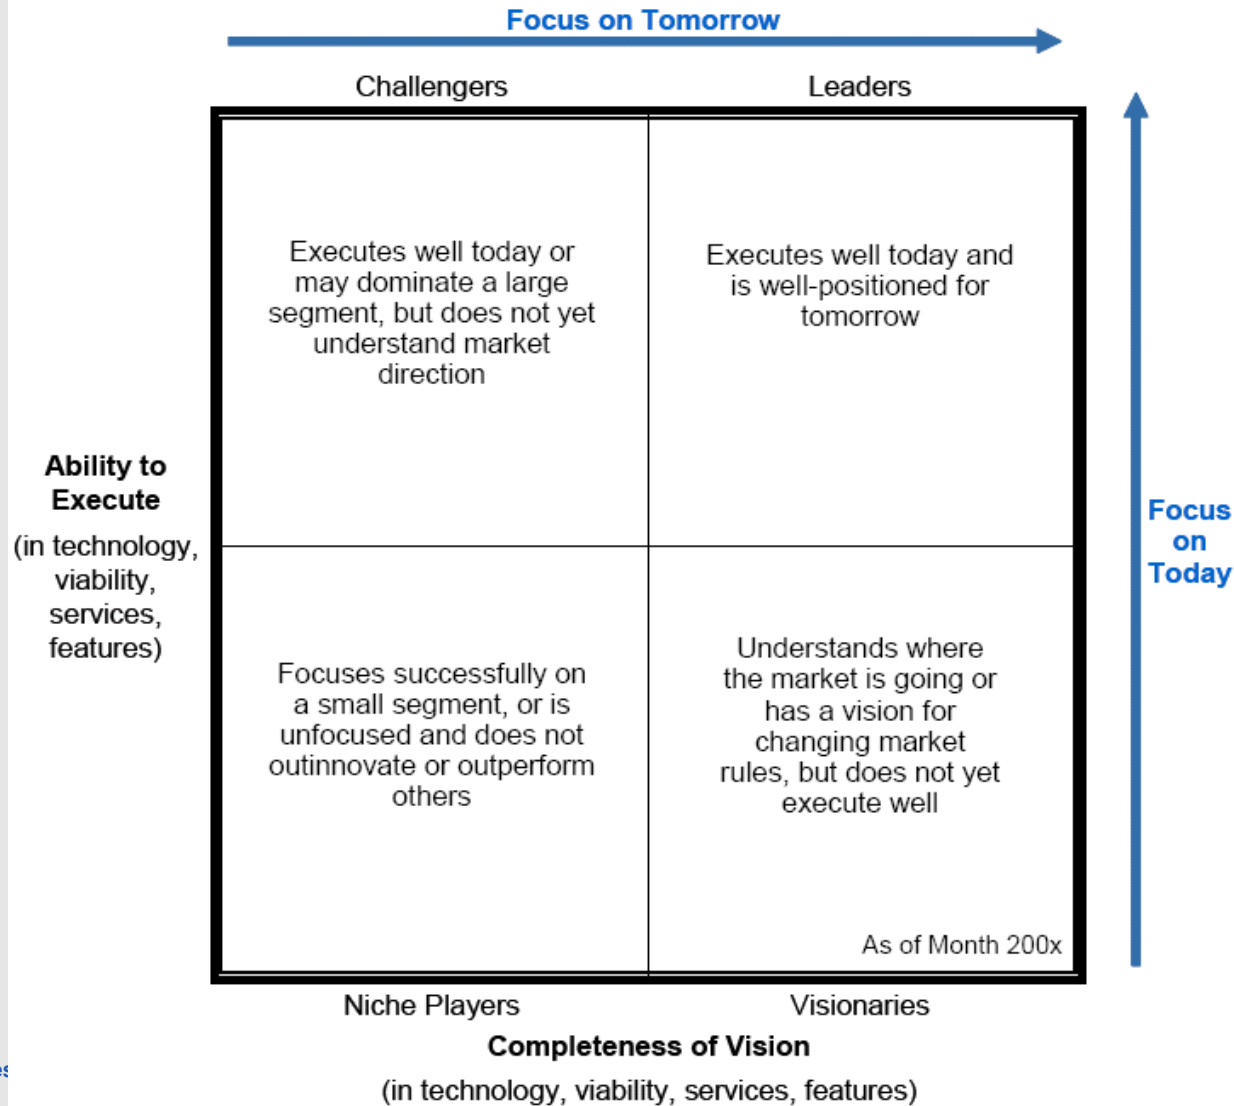 Focus on Tomorrow
Challengers
Leaders
Executes well today or
may dominate a large
segment, but does not yet
understand market
direction
Executes well today and
is well-positioned for
tomorrow
Ability to
Execute
(in technology,
viability,
services,
features)
Focus
on
Today
Focuses successfully on
a small segment, or is
unfocused and does not
outinnovate or outperform
others
Understands where
the market is going or
has a vision for
changing market
rules, but does not yet
execute well
As of Month 200x
Niche Players
Visionaries
Completeness of Vision
(in technology, viability, services, features)